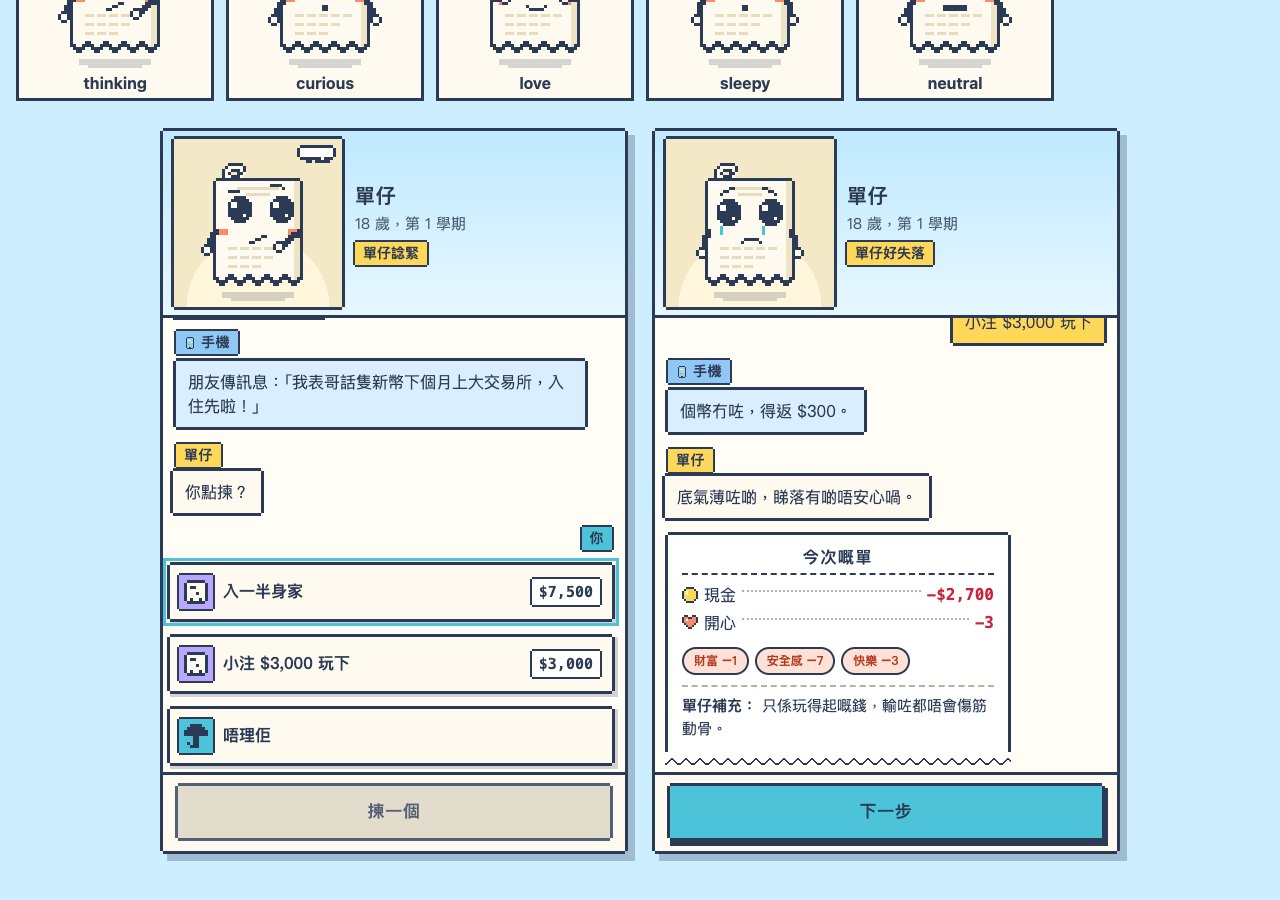 thinking
curious
love
sleepy
neutral
單仔
18 歲，第 1 學期
單仔諗緊
手機
朋友傳訊息：「我表哥話隻新幣下個月上大交易所，入
住先啦！」
單仔
你點揀？
你
入一半身家
$7,500
小注 $3,000 玩下
$3,000
唔理佢
揀一個
單仔
18 歲，第 1 學期
單仔好失落
小注 $3,000 玩下
手機
個幣冇咗，得返 $300。
單仔
底氣薄咗啲，睇落有啲唔安心喎。
今次嘅單
現金 −$2,700
開心 −3
財富 −1 安全感 −7 快樂 −3
單仔補充： 只係玩得起嘅錢，輸咗都唔會傷筋
動骨。
下一步